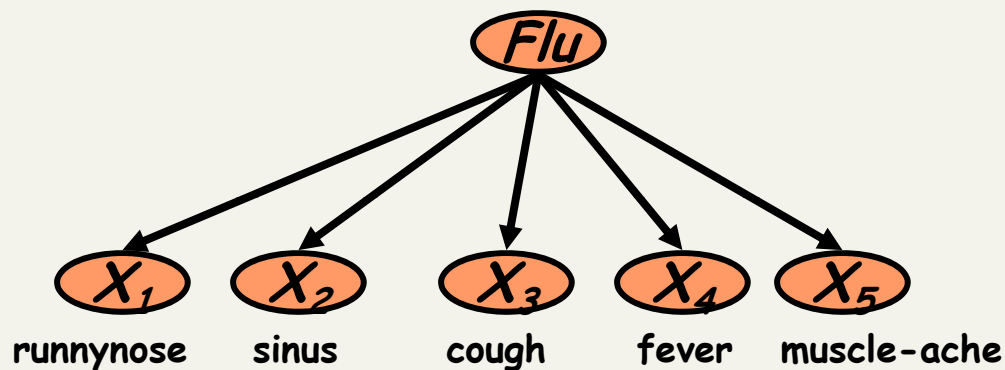 Flu
X₁ X₂ X₃ X₄ X₅
runnynose sinus cough fever muscle-ache